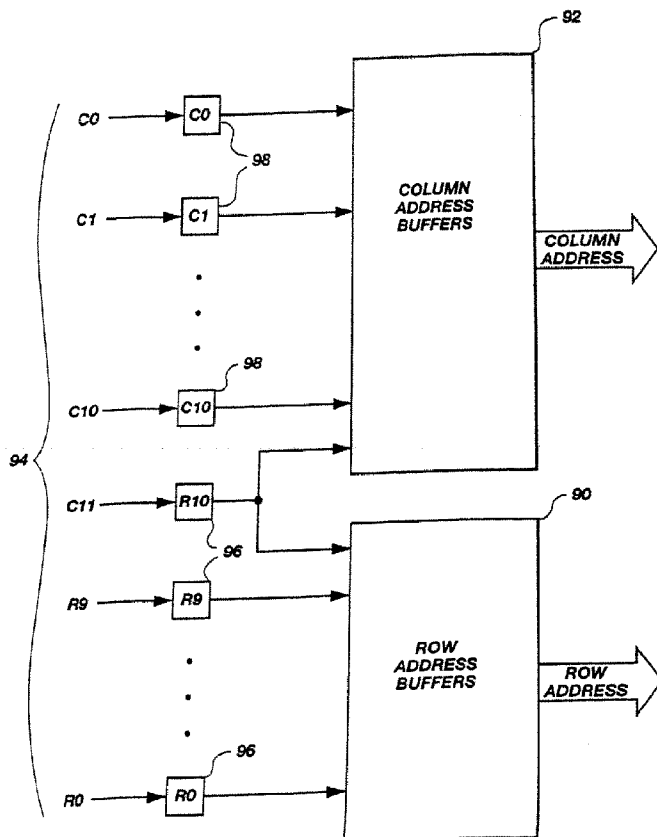 92
C0 C0
98
C1 C1
COLUMN
ADDRESS
BUFFERS
COLUMN
ADDRESS
98
C10 C10
94
C11 R10
90
96
R9 R9
ROW
ADDRESS
BUFFERS
ROW
ADDRESS
96
R0 R0